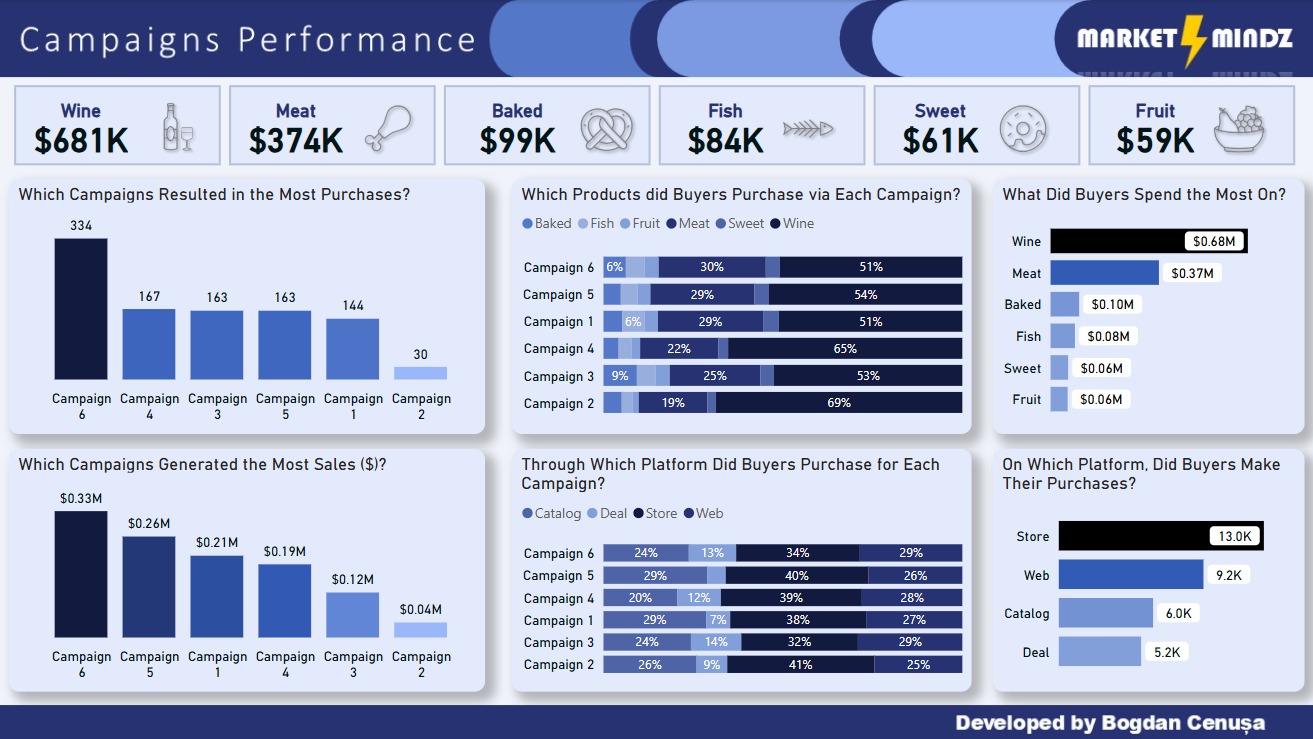 Campaigns Performance
MARKET MINDZ
Wine
$681K
Meat
$374K
Baked
$99K
Fish
$84K
Sweet
$61K
Fruit
$59K
Which Campaigns Resulted in the Most Purchases?
334
167
163
163
144
30
Campaign 6
Campaign 4
Campaign 3
Campaign 5
Campaign 1
Campaign 2
Which Products did Buyers Purchase via Each Campaign?
Baked Fish Fruit Meat Sweet Wine
Campaign 6 6% 30% 51%
Campaign 5 29% 54%
Campaign 1 6% 29% 51%
Campaign 4 22% 65%
Campaign 3 9% 25% 53%
Campaign 2 19% 69%
What Did Buyers Spend the Most On?
Wine $0.68M
Meat $0.37M
Baked $0.10M
Fish $0.08M
Sweet $0.06M
Fruit $0.06M
Which Campaigns Generated the Most Sales ($)?
$0.33M
$0.26M
$0.21M
$0.19M
$0.12M
$0.04M
Campaign 6
Campaign 5
Campaign 1
Campaign 4
Campaign 3
Campaign 2
Through Which Platform Did Buyers Purchase for Each
Campaign?
Catalog Deal Store Web
Campaign 6 24% 13% 34% 29%
Campaign 5 29% 40% 26%
Campaign 4 20% 12% 39% 28%
Campaign 1 29% 7% 38% 27%
Campaign 3 24% 14% 32% 29%
Campaign 2 26% 9% 41% 25%
On Which Platform, Did Buyers Make
Their Purchases?
Store 13.0K
Web 9.2K
Catalog 6.0K
Deal 5.2K
Developed by Bogdan Cenușa